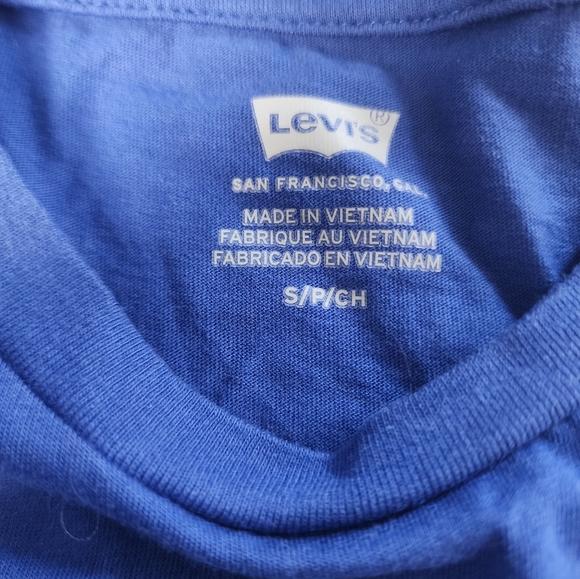 Levi's®
SAN FRANCISCO, CAL.
MADE IN VIETNAM
FABRIQUE AU VIETNAM
FABRICADO EN VIETNAM
S/P/CH